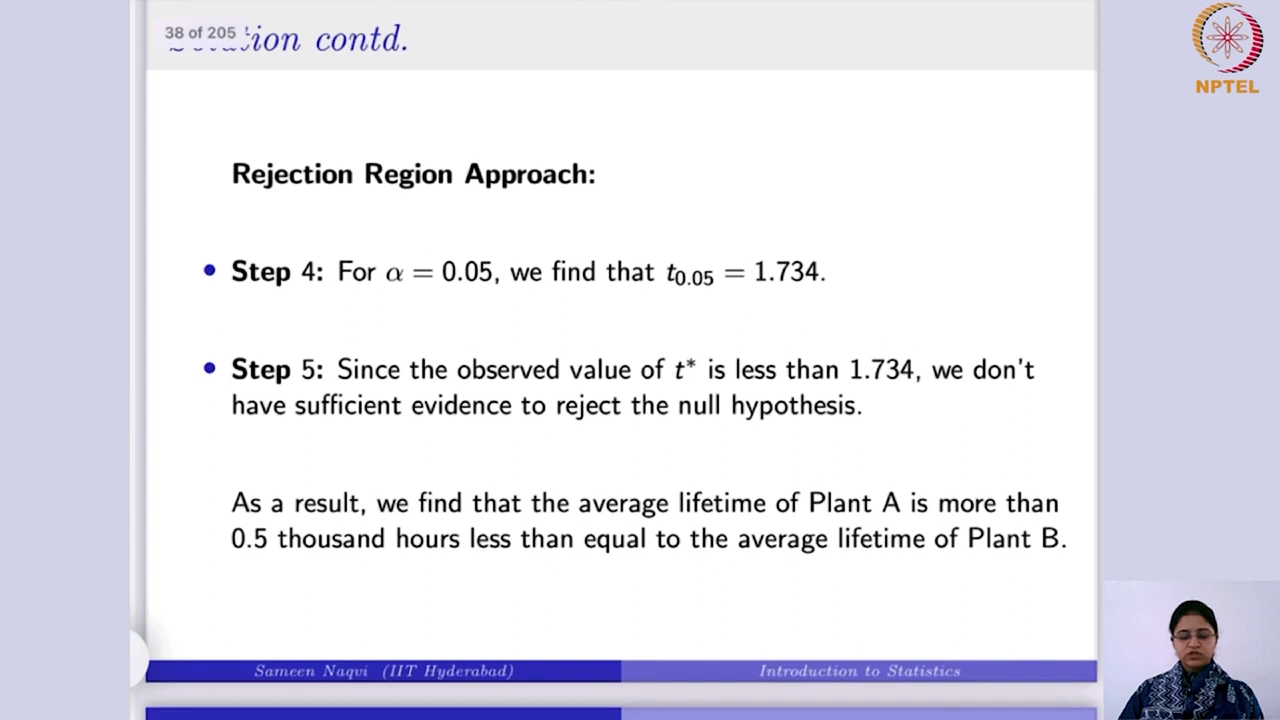 38 of 205
ion contd.
NPTEL
Rejection Region Approach:
• Step 4: For α = 0.05, we find that t0.05 = 1.734.
• Step 5: Since the observed value of t* is less than 1.734, we don't
have sufficient evidence to reject the null hypothesis.
As a result, we find that the average lifetime of Plant A is more than
0.5 thousand hours less than equal to the average lifetime of Plant B.
Sameen Naqvi (IIT Hyderabad)
Introduction to Statistics